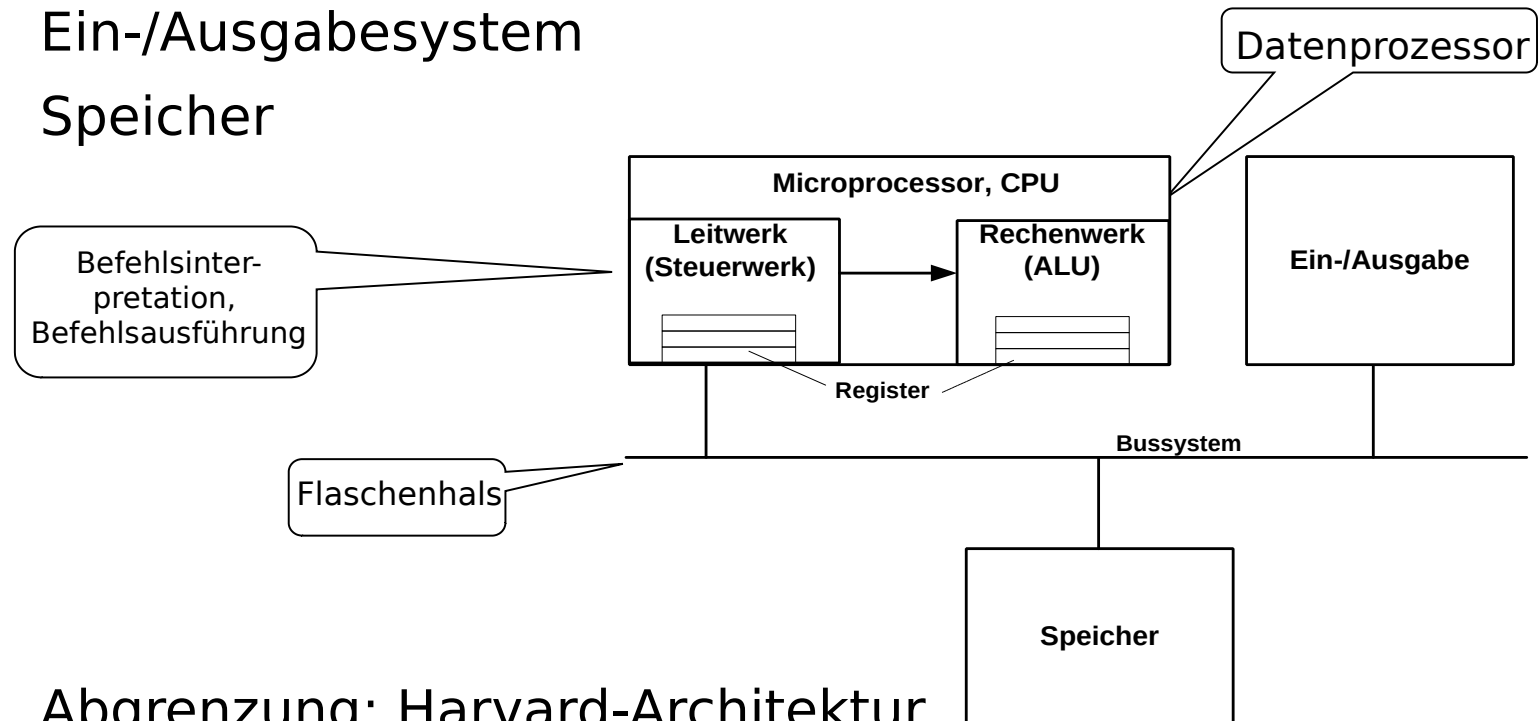 Ein-/Ausgabesystem
Speicher
Datenprozessor
Microprocessor, CPU
Leitwerk
(Steuerwerk)
Rechenwerk
(ALU)
Ein-/Ausgabe
Befehlsinter-
pretation,
Befehlsausführung
Register
Bussystem
Flaschenhals
Speicher
Abgrenzung: Harvard-Architektur